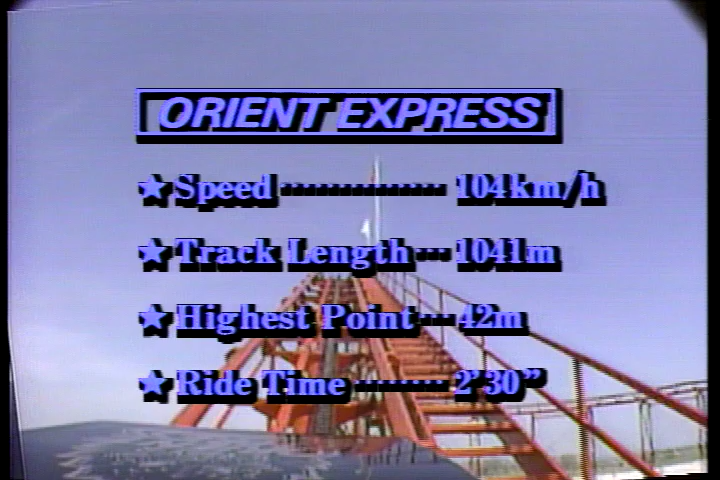 ORIENT EXPRESS
★ Speed ·············· 104km/h
★ Track Length ··· 1041m
★ Highest Point ··· 42m
★ Ride Time ········ 2'30”